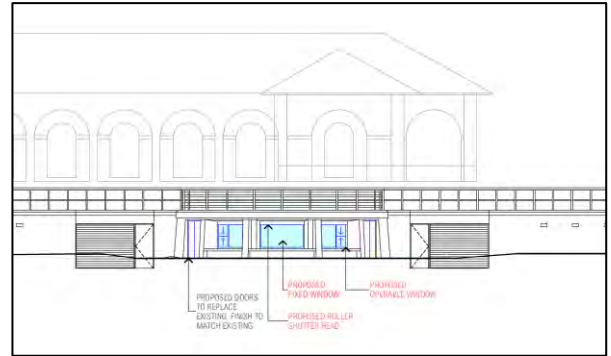 PROPOSED DOORS
TO REPLACE
EXISTING, FINISH TO
MATCH EXISTING
PROPOSED
FIXED WINDOW
PROPOSED ROLLER
SHUTTER HEAD
PROPOSED
OPERABLE WINDOW